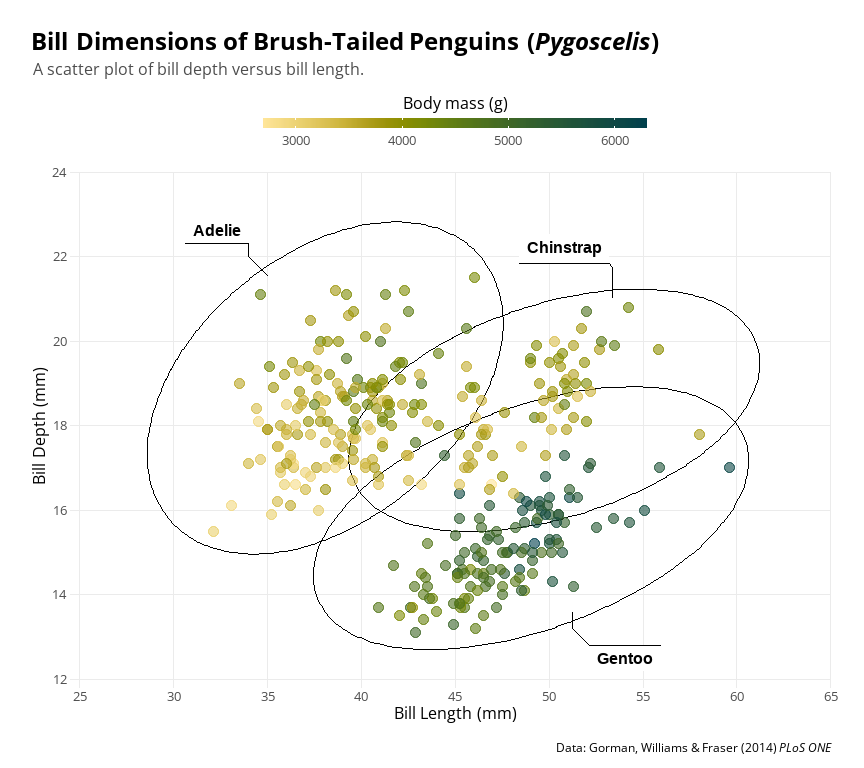 Bill Dimensions of Brush-Tailed Penguins (Pygoscelis)
A scatter plot of bill depth versus bill length.
Body mass (g)
3000 4000 5000 6000
24
Adelie
Chinstrap
22
20
18
16
14
12
Bill Depth (mm)
Gentoo
25 30 35 40 45 50 55 60 65
Bill Length (mm)
Data: Gorman, Williams & Fraser (2014) PLoS ONE